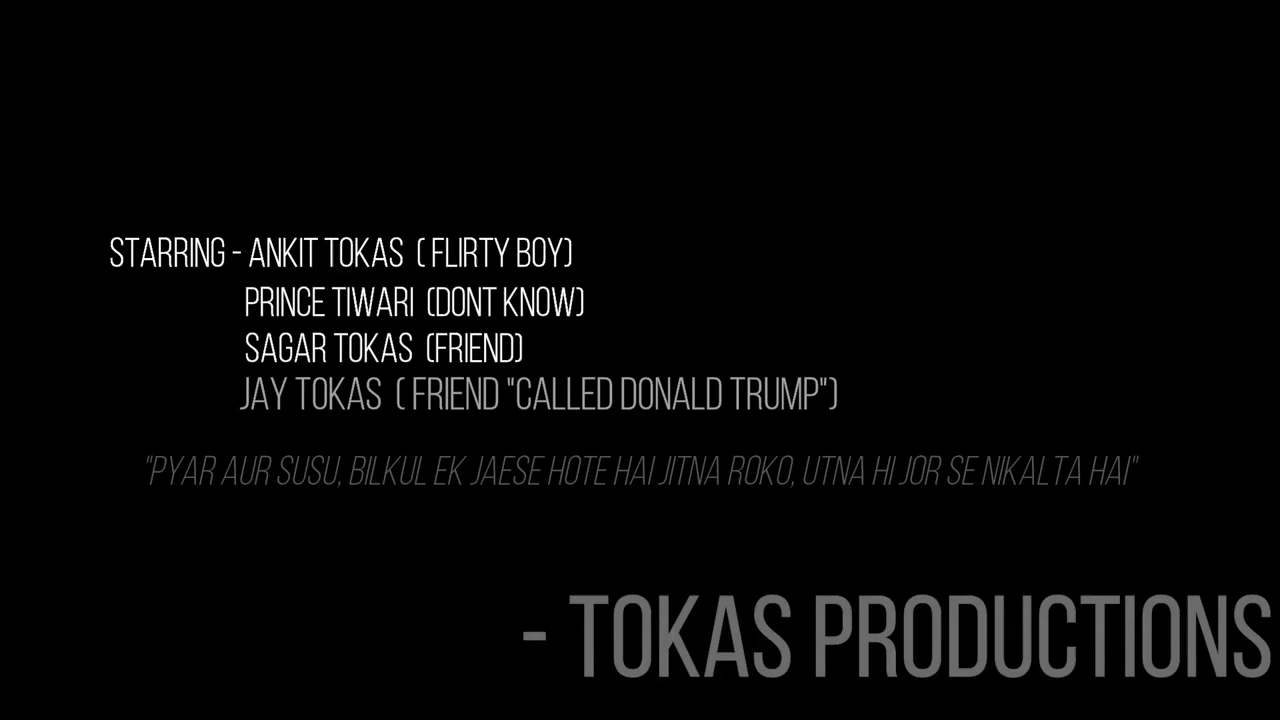 STARRING - ANKIT TOKAS ( FLIRTY BOY)
PRINCE TIWARI (DONT KNOW)
SAGAR TOKAS (FRIEND)
JAY TOKAS ( FRIEND "CALLED DONALD TRUMP")
"PYAR AUR SUSU, BILKUL EK JAESE HOTE HAI JITNA ROKO, UTNA HI JOR SE NIKALTA HAI"
- TOKAS PRODUCTIONS